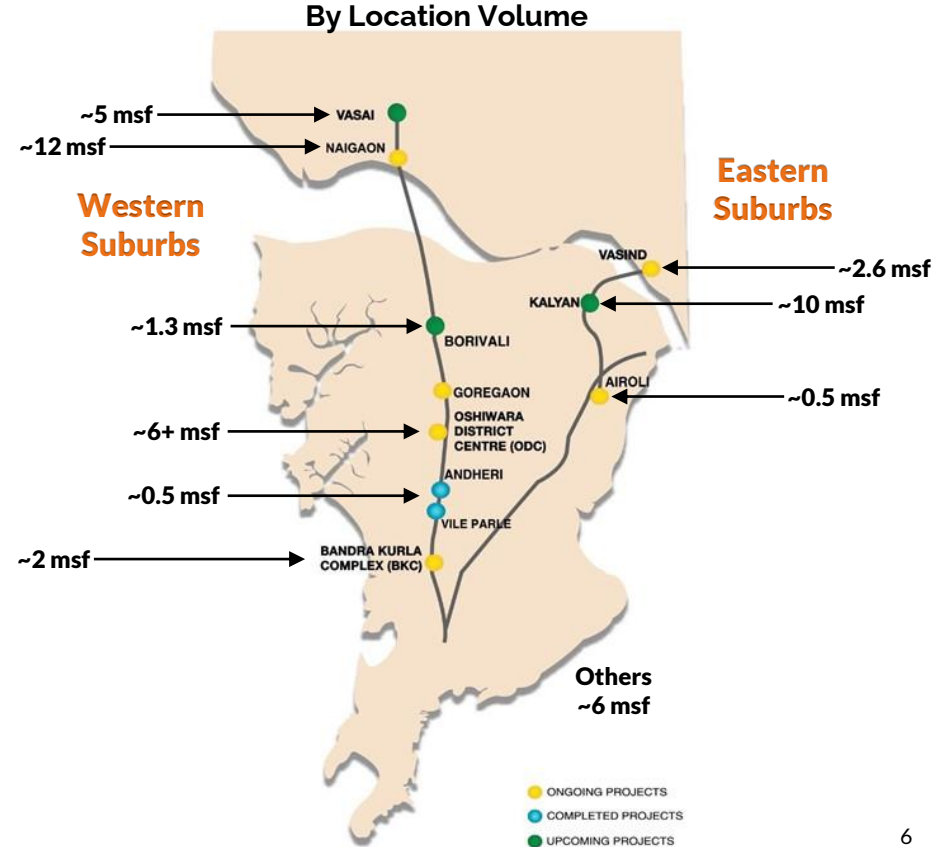 By Location Volume
~5 msf
VASAI
~12 msf
NAIGAON
Western
Suburbs
Eastern
Suburbs
VASIND
~2.6 msf
KALYAN
~10 msf
~1.3 msf
BORIVALI
AIROLI
~0.5 msf
GOREGAON
~6+ msf
OSHIWARA
DISTRICT
CENTRE (ODC)
ANDHERI
~0.5 msf
VILE PARLE
~2 msf
BANDRA KURLA
COMPLEX (BKC)
Others
~6 msf
ONGOING PROJECTS
COMPLETED PROJECTS
UPCOMING PROJECTS
6